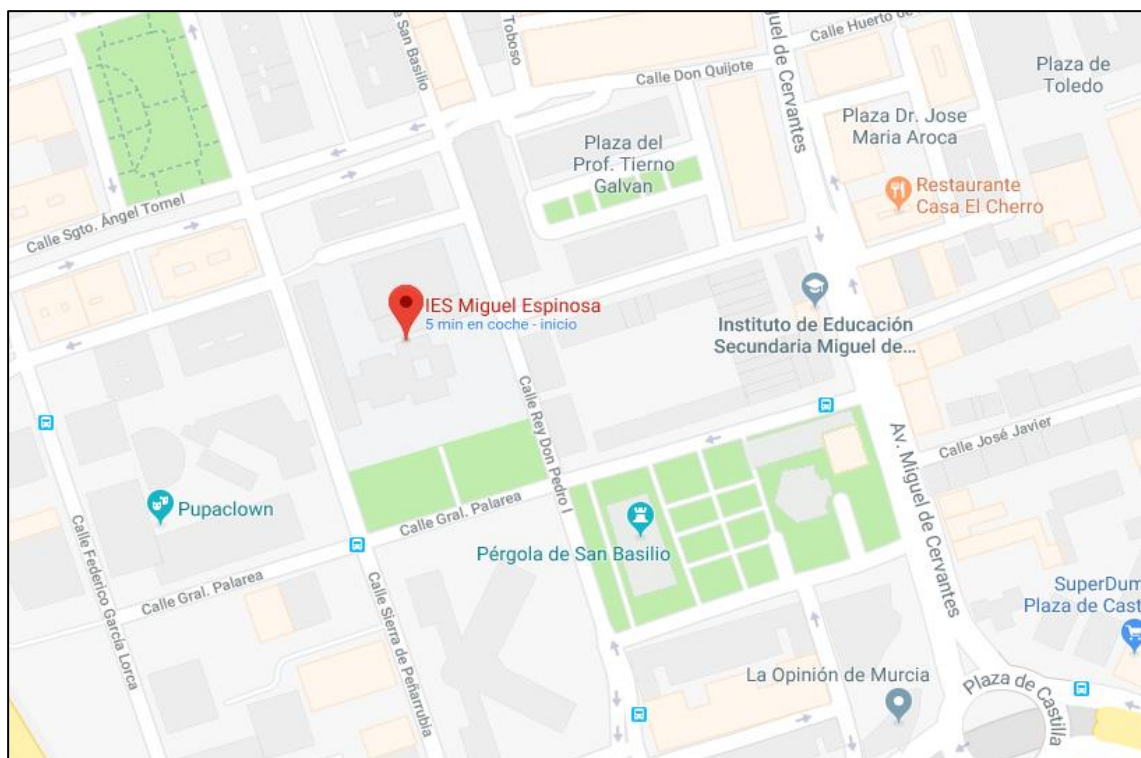 San Basilio
Toboso
guel de Cervantes
Calle Huerto de
Calle Don Quijote
Plaza de
Toledo
Plaza Dr. Jose
Maria Aroca
Plaza del
Prof. Tierno
Galvan
Restaurante
Casa El Cherro
Calle Sgto. Ángel Tornel
IES Miguel Espinosa
5 min en coche - inicio
Instituto de Educación
Secundaria Miguel de...
Calle Rey Don Pedro I
Av. Miguel de Cervantes
Calle José Javier
Pupaclown
Calle Gral. Palarea
Pérgola de San Basilio
Calle Federico García Lorca
Calle Gral. Palarea
Calle Sierra de Peñarrubia
SuperDum
Plaza de Cast
La Opinión de Murcia
Plaza de Castilla